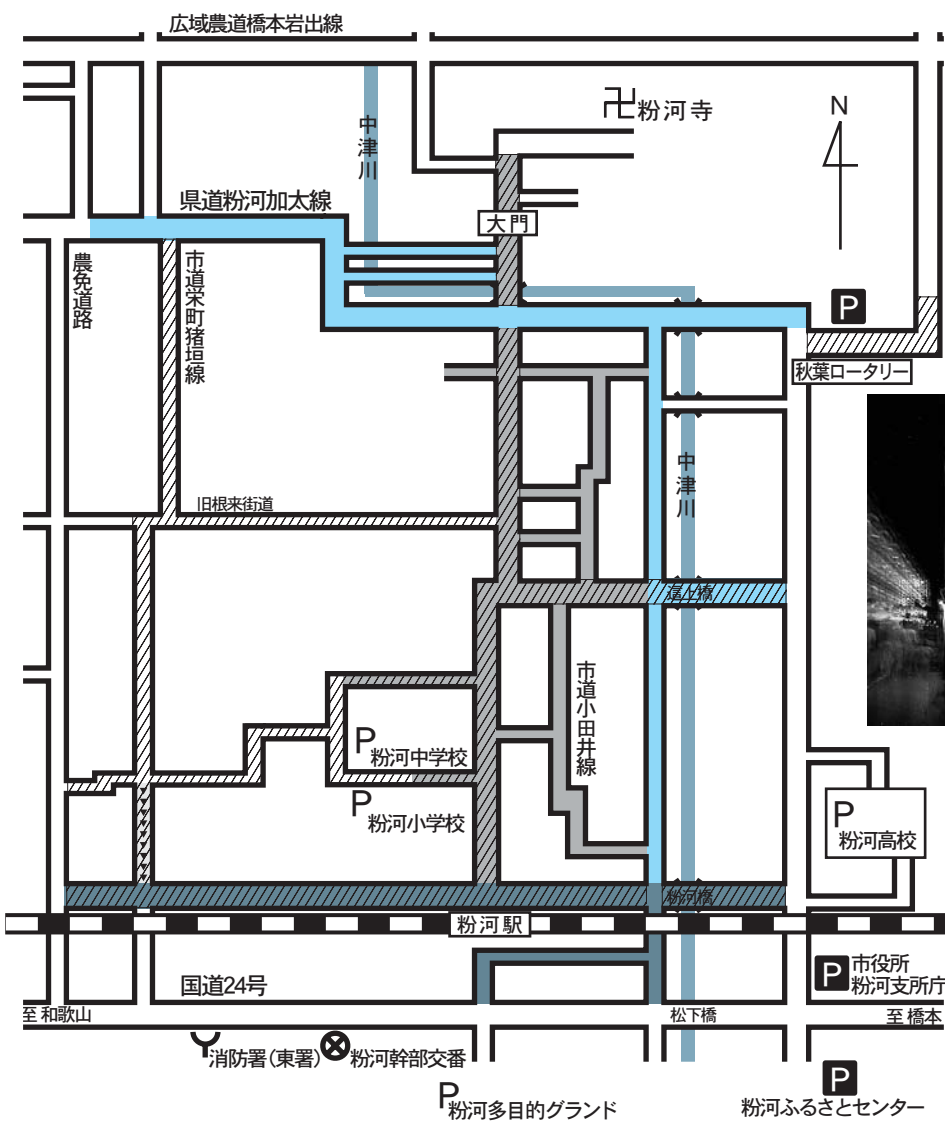 広域農道橋本岩出線
卍粉河寺
N
中津川
県道粉河加太線
大門
農免道路
市道栄町猪垣線
P
秋葉ロータリー
旧根来街道
中津川
市道小田井線
P
粉河中学校
P
粉河小学校
P
粉河高校
粉河橋
粉河駅
国道24号
P
市役所
粉河支所庁
至 和歌山
松下橋
至 橋本
消防署（東署）
粉河幹部交番
P
粉河多目的グランド
P
粉河ふるさとセンター